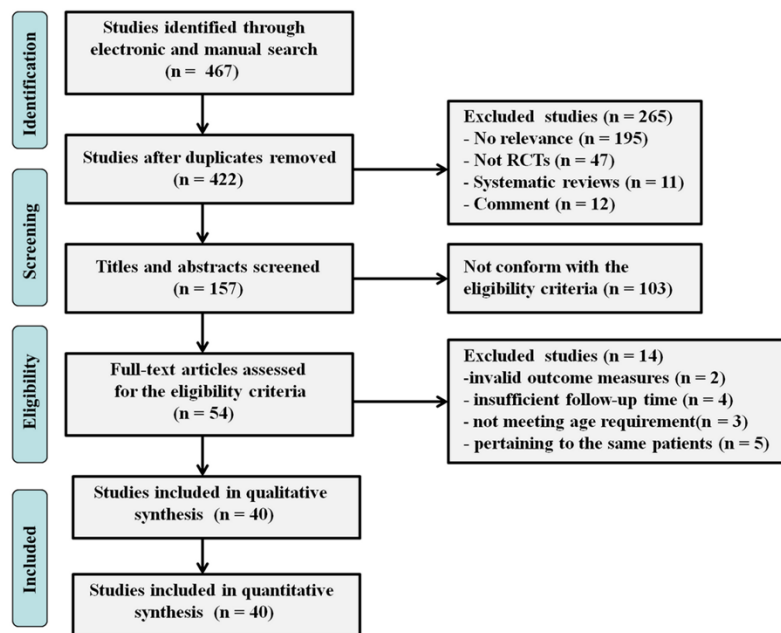 Identification
Studies identified through
electronic and manual search
(n =  467)
Studies after duplicates removed
(n = 422)
Excluded studies (n = 265)
- No relevance (n = 195)
- Not RCTs (n = 47)
- Systematic reviews (n = 11)
- Comment (n = 12)
Screening
Titles and abstracts screened
(n = 157)
Not conform with the
eligibility criteria (n = 103)
Eligibility
Full-text articles assessed
for the eligibility criteria
(n = 54)
Excluded  studies (n = 14)
-invalid outcome measures (n = 2)
- insufficient follow-up time (n = 4)
- not meeting age requirement(n = 3)
- pertaining to the same patients (n = 5)
Included
Studies included in qualitative
synthesis  (n = 40)
Studies included in quantitative
synthesis (n = 40)